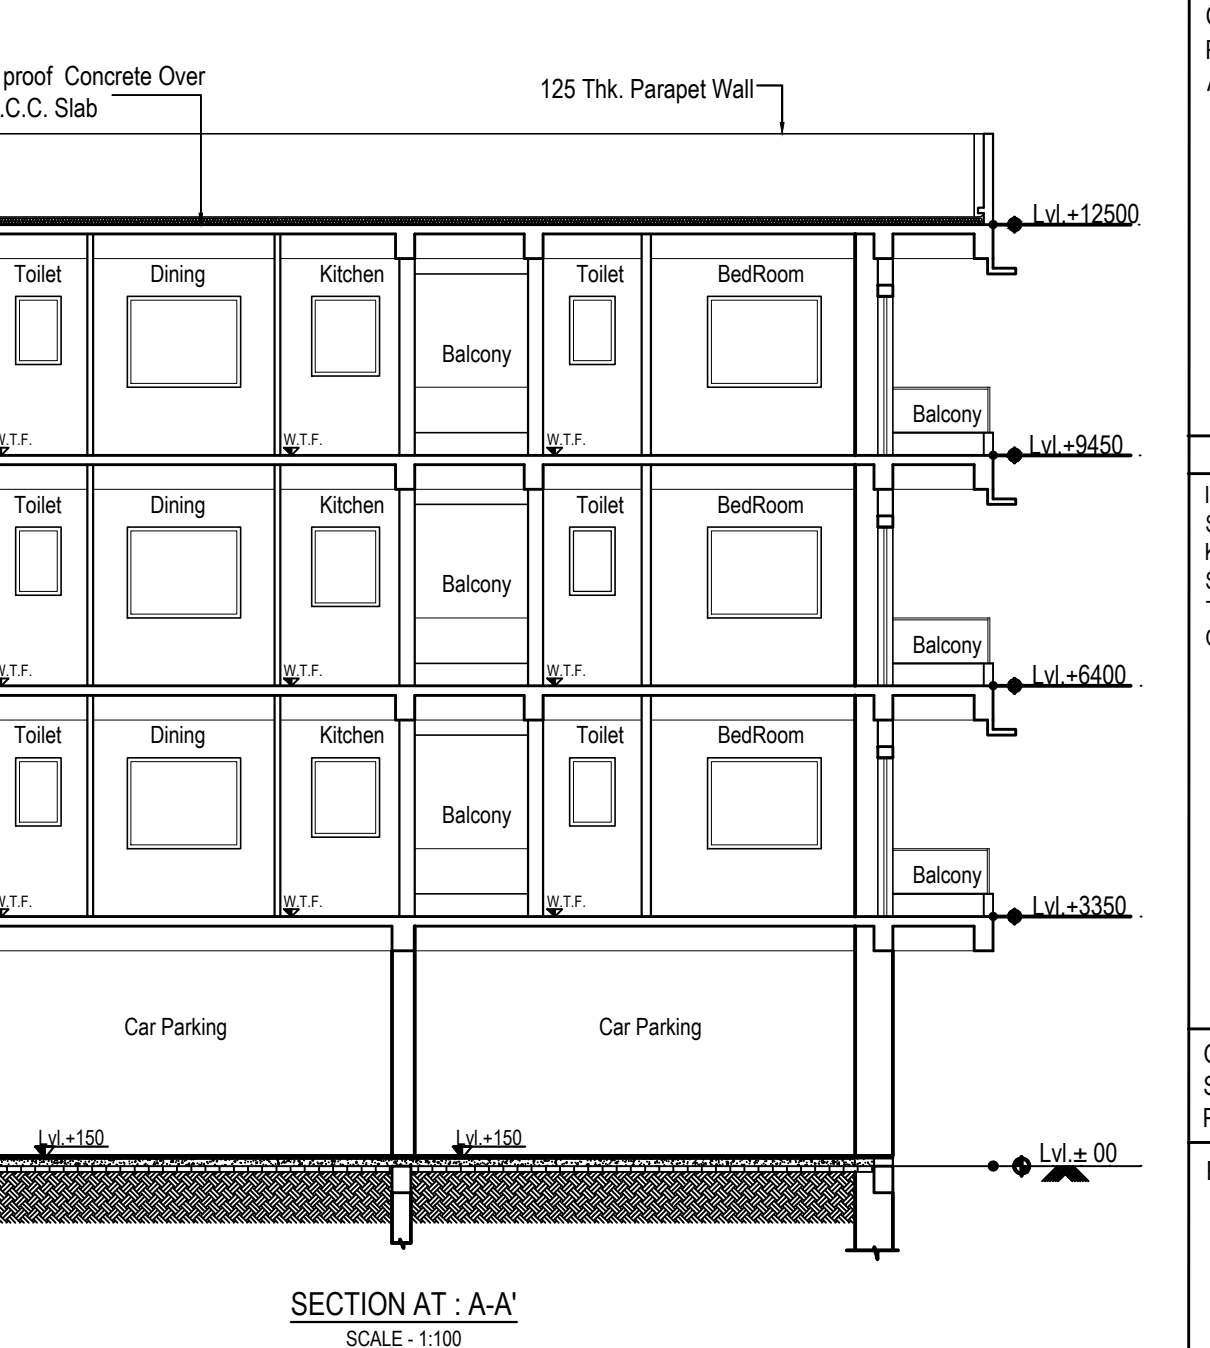 proof Concrete Over
.C.C. Slab
125 Thk. Parapet Wall
Lvl.+12500
Toilet Dining Kitchen Toilet BedRoom
Balcony
Balcony
W.T.F. W.T.F. W.T.F.
Lvl.+9450
Toilet Dining Kitchen Toilet BedRoom
Balcony
Balcony
W.T.F. W.T.F. W.T.F.
Lvl.+6400
Toilet Dining Kitchen Toilet BedRoom
Balcony
Balcony
W.T.F. W.T.F. W.T.F.
Lvl.+3350
Car Parking Car Parking
Lvl.+150 Lvl.+150
Lvl.± 00
SECTION AT : A-A'
SCALE - 1:100